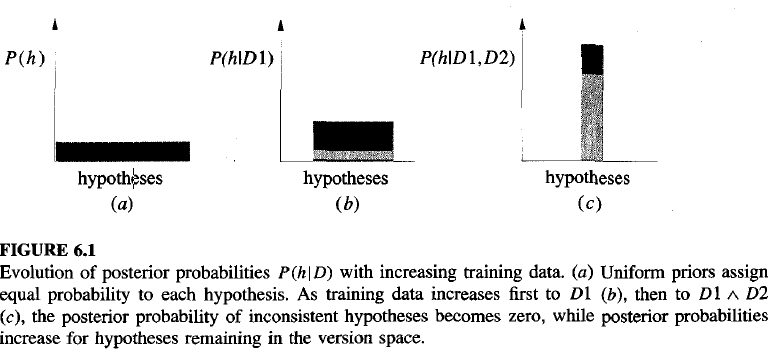 P(h) P(h|D1) P(h|D1,D2)
hypotheses hypotheses hypotheses
(a) (b) (c)
FIGURE 6.1
Evolution of posterior probabilities P(h|D) with increasing training data. (a) Uniform priors assign
equal probability to each hypothesis. As training data increases first to D1 (b), then to D1 ∧ D2
(c), the posterior probability of inconsistent hypotheses becomes zero, while posterior probabilities
increase for hypotheses remaining in the version space.